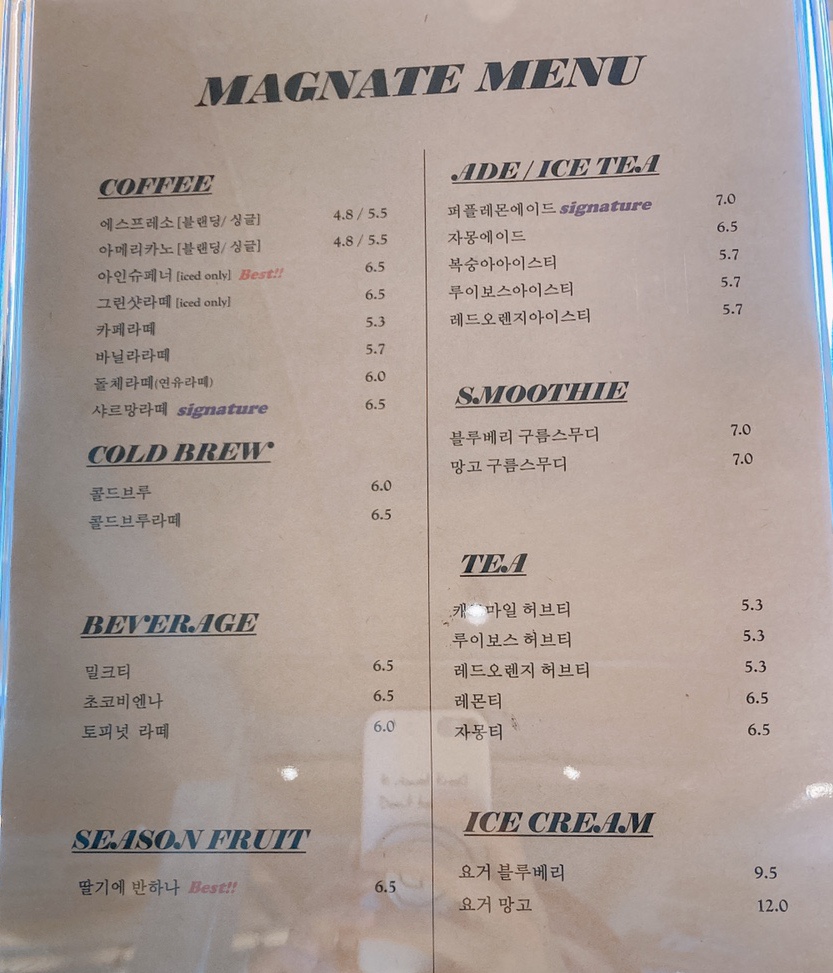 MAGNATE MENU
COFFEE
에스프레소 [블랜딩/ 싱글] 4.8 / 5.5
아메리카노 [블랜딩/ 싱글] 4.8 / 5.5
아인슈페너 [iced only] Best!! 6.5
그린샷라떼 [iced only] 6.5
카페라떼 5.3
바닐라라떼 5.7
돌체라떼(연유라떼) 6.0
샤르망라떼 signature 6.5
COLD BREW
콜드브루 6.0
콜드브루라떼 6.5
BEVERAGE
밀크티 6.5
초코비엔나 6.5
토피넛 라떼 6.0
SEASON FRUIT
딸기에 반하나 Best!! 6.5
ADE / ICE TEA
퍼플레몬에이드 signature 7.0
자몽에이드 6.5
복숭아아이스티 5.7
루이보스아이스티 5.7
레드오렌지아이스티 5.7
SMOOTHIE
블루베리 구름스무디 7.0
망고 구름스무디 7.0
TEA
허브티 5.3
루이보스 허브티 5.3
레드오렌지 허브티 5.3
레몬티 6.5
자몽티 6.5
ICE CREAM
요거 블루베리 9.5
요거 망고 12.0